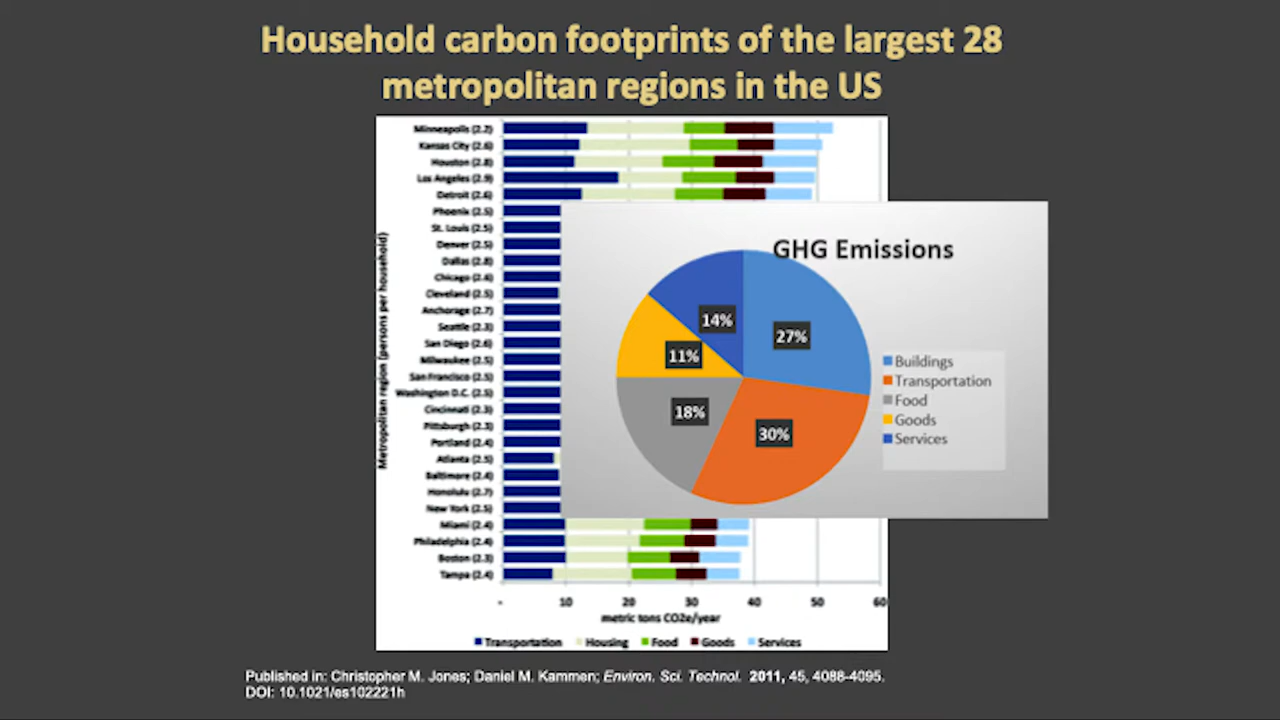 Household carbon footprints of the largest 28
metropolitan regions in the US
Metropolitan region (persons per household)
Minneapolis (2.2)
Kansas City (2.6)
Houston (2.8)
Los Angeles (2.9)
Detroit (2.6)
Phoenix (2.5)
St. Louis (2.5)
Denver (2.5)
Dallas (2.8)
Chicago (2.6)
Cleveland (2.5)
Anchorage (2.7)
Seattle (2.3)
San Diego (2.6)
Milwaukee (2.5)
San Francisco (2.5)
Washington D.C. (2.5)
Cincinnati (2.3)
Pittsburgh (2.3)
Portland (2.4)
Atlanta (2.5)
Baltimore (2.4)
Honolulu (2.7)
New York (2.5)
Miami (2.4)
Philadelphia (2.4)
Boston (2.3)
Tampa (2.4)
- 10 20 30 40 50 60
metric tons CO2e/year
Transportation Housing Food Goods Services
GHG Emissions
14%
27%
11%
18%
30%
Buildings
Transportation
Food
Goods
Services
Published in: Christopher M. Jones; Daniel M. Kammen; Environ. Sci. Technol. 2011, 45, 4088-4095.
DOI: 10.1021/es102221h